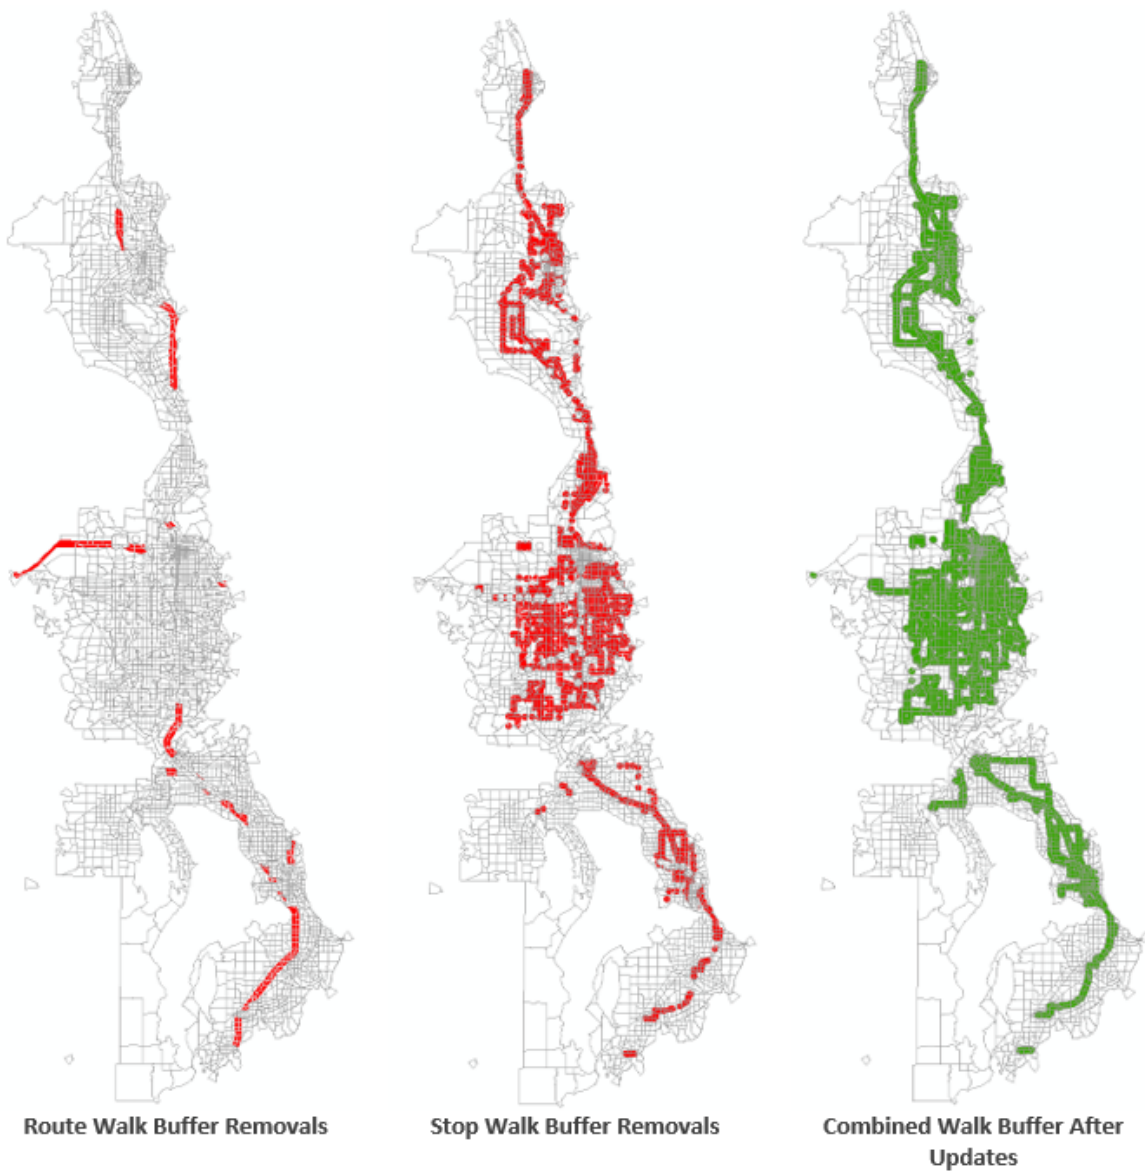 Route Walk Buffer Removals
Stop Walk Buffer Removals
Combined Walk Buffer After
Updates